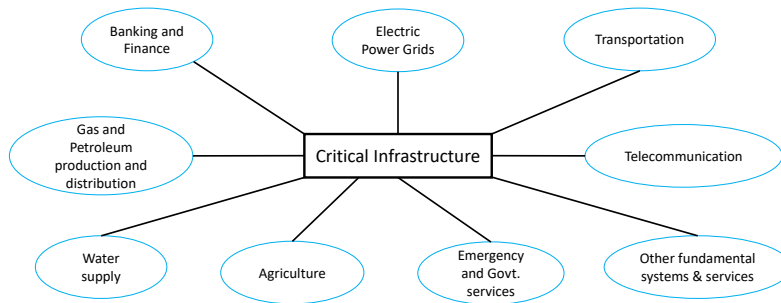 Banking and
Finance
Electric
Power Grids
Transportation
Gas and
Petroleum
production and
distribution
Critical Infrastructure
Telecommunication
Water
supply
Agriculture
Emergency
and Govt.
services
Other fundamental
systems & services